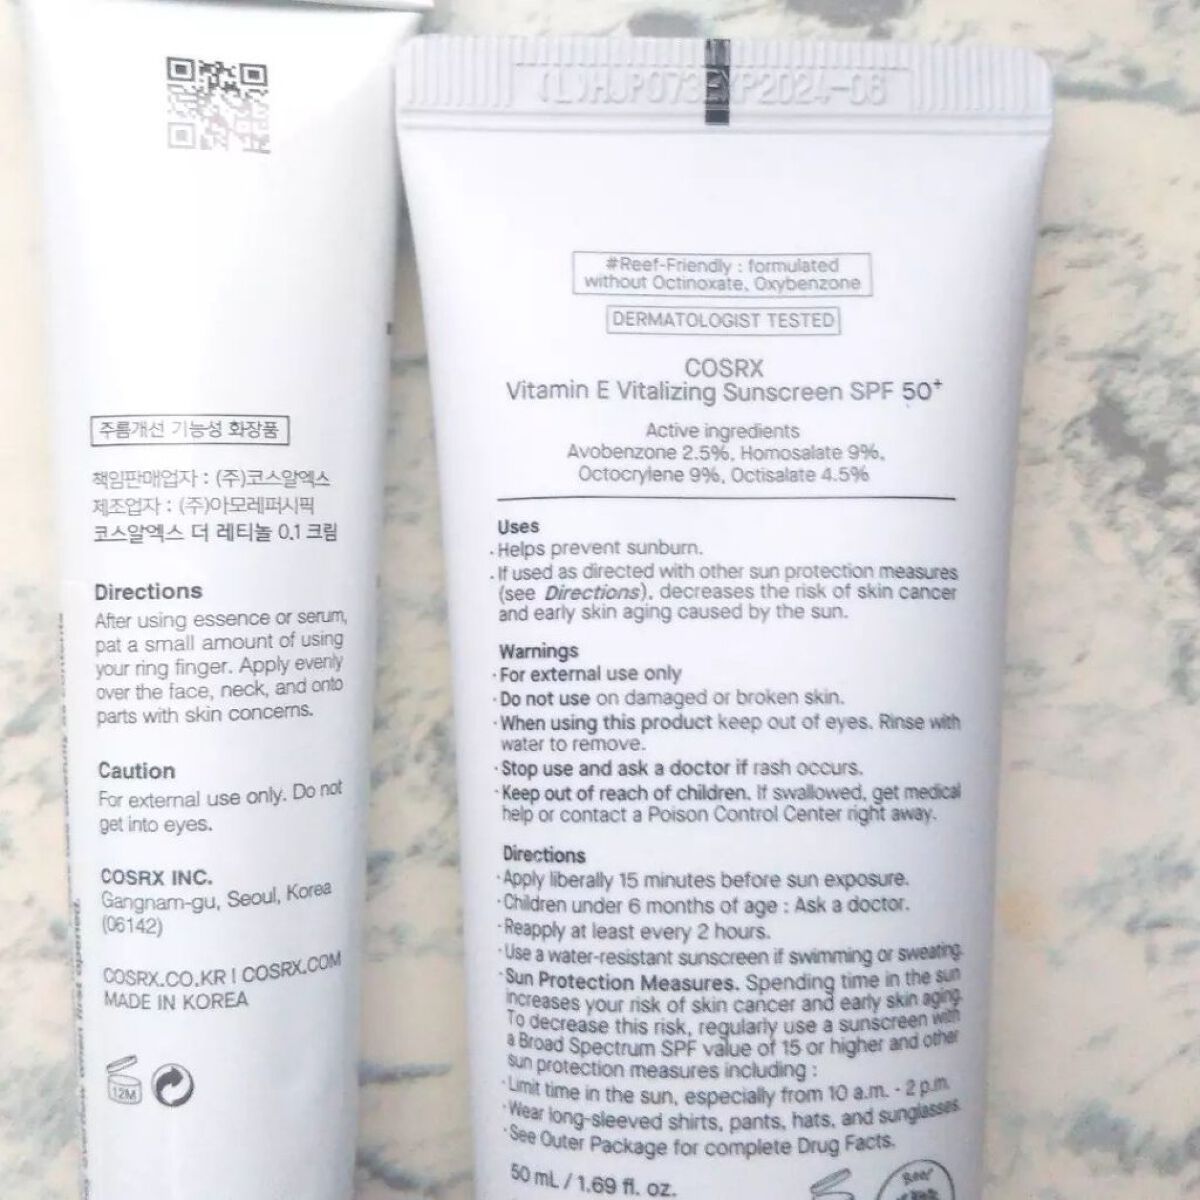 주름개선 기능성 화장품
책임판매업자 : (주)코스알엑스
제조업자 : (주)아모레퍼시픽
코스알엑스 더 레티놀 0.1 크림
Directions
After using essence or serum,
pat a small amount of using
your ring finger. Apply evenly
over the face, neck, and onto
parts with skin concerns.
Caution
For external use only. Do not
get into eyes.
COSRX INC.
Gangnam-gu, Seoul, Korea
(06142)
COSRX.CO.KR | COSRX.COM
MADE IN KOREA
12M
when first opened.
EXP2024-06
#Reef-Friendly : formulated
without Octinoxate, Oxybenzone
DERMATOLOGIST TESTED
COSRX
Vitamin E Vitalizing Sunscreen SPF 50+
Active ingredients
Avobenzone 2.5%, Homosalate 9%,
Octocrylene 9%, Octisalate 4.5%
Uses
· Helps prevent sunburn.
· If used as directed with other sun protection measures
(see Directions), decreases the risk of skin cancer
and early skin aging caused by the sun.
Warnings
· For external use only
· Do not use on damaged or broken skin.
· When using this product keep out of eyes. Rinse with
water to remove.
· Stop use and ask a doctor if rash occurs.
· Keep out of reach of children. If swallowed, get medical
help or contact a Poison Control Center right away.
Directions
· Apply liberally 15 minutes before sun exposure.
· Children under 6 months of age : Ask a doctor.
· Reapply at least every 2 hours.
· Use a water-resistant sunscreen if swimming or sweating.
· Sun Protection Measures. Spending time in the sun
increases your risk of skin cancer and early skin aging.
To decrease this risk, regularly use a sunscreen with
a Broad Spectrum SPF value of 15 or higher and other
sun protection measures including :
· Limit time in the sun, especially from 10 a.m. - 2 p.m.
· Wear long-sleeved shirts, pants, hats, and sunglasses.
· See Outer Package for complete Drug Facts.
50 mL / 1.69 fl. oz.
Reef